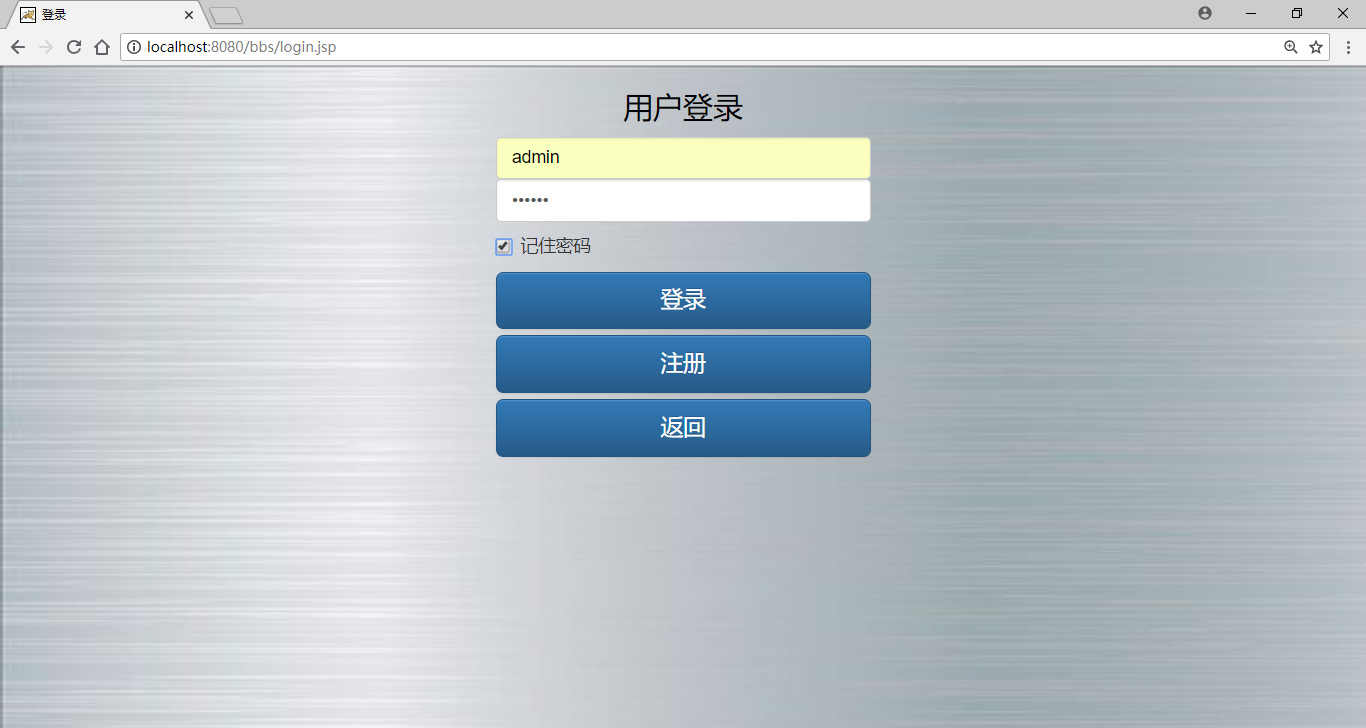 登录
localhost:8080/bbs/login.jsp
用户登录
admin
••••••
记住密码
登录
注册
返回